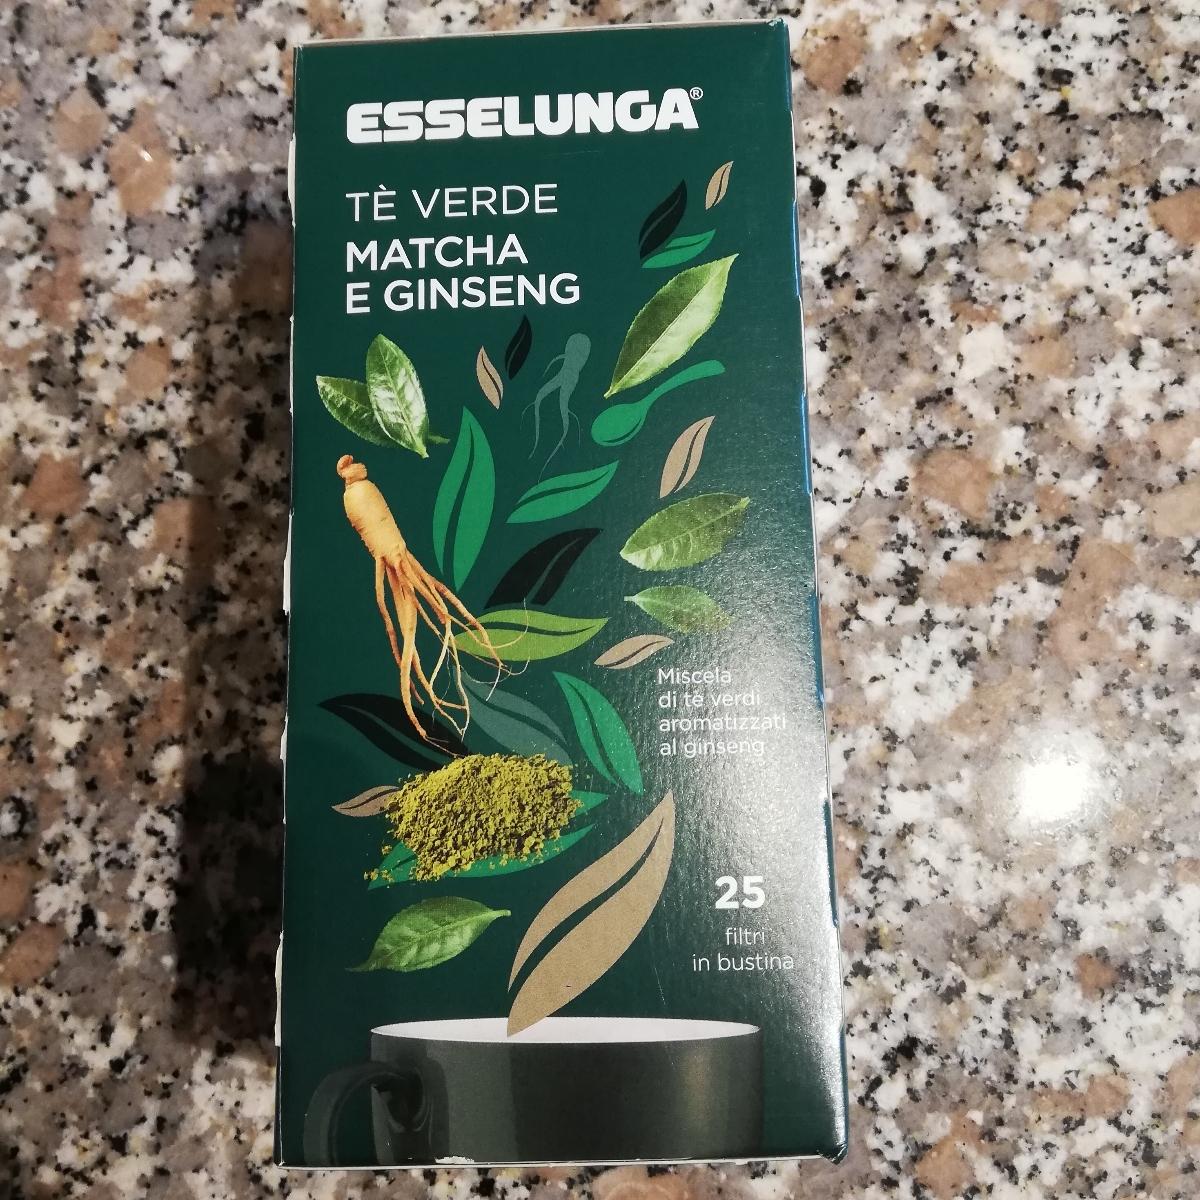 ESSELUNGA®
TÈ VERDE
MATCHA
E GINSENG
Miscela
di tè verdi
aromatizzati
al ginseng
25
filtri
in bustina